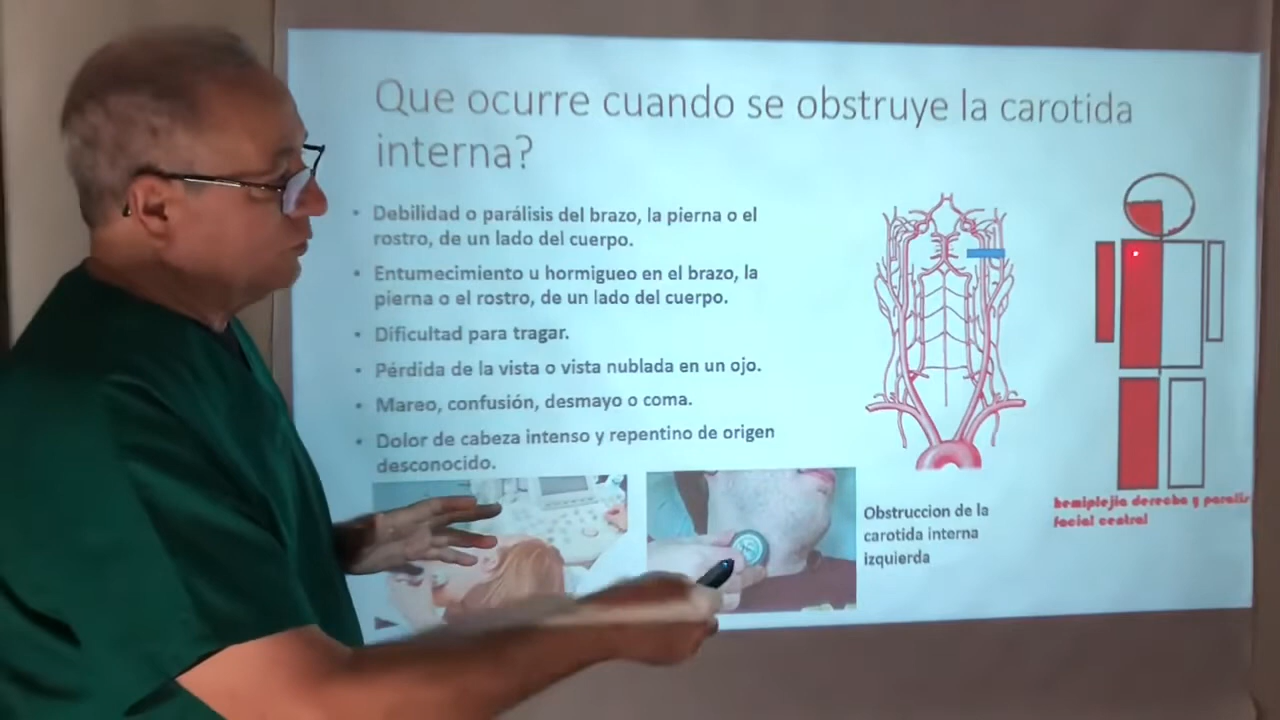 Que ocurre cuando se obstruye la carotida
interna?
• Debilidad o parálisis del brazo, la pierna o el
rostro, de un lado del cuerpo.
• Entumecimiento u hormigueo en el brazo, la
pierna o el rostro, de un lado del cuerpo.
• Dificultad para tragar.
• Pérdida de la vista o vista nublada en un ojo.
• Mareo, confusión, desmayo o coma.
• Dolor de cabeza intenso y repentino de origen
desconocido.
Obstruccion de la
carotida interna
izquierda
hemiplejia derecha y
facial central